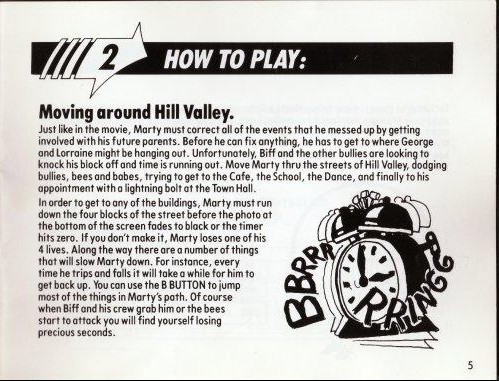 2 HOW TO PLAY:
Moving around Hill Valley.
Just like in the movie, Marty must correct all of the events that he messed up by getting
involved with his future parents. Before he can fix anything, he has to get to where George
and Lorraine might be hanging out. Unfortunately, Biff and the other bullies are looking to
knock his block off and time is running out. Move Marty thru the streets of Hill Valley, dodging
bullies, bees and babes, trying to get to the Cafe, the School, the Dance, and finally to his
appointment with a lightning bolt at the Town Hall.
In order to get to any of the buildings, Marty must run
down the four blocks of the street before the photo at
the bottom of the screen fades to black or the timer
hits zero. If you don't make it, Marty loses one of his
4 lives. Along the way there are a number of things
that will slow Marty down. For instance, every
time he trips and falls it will take a while for him to
get back up. You can use the B BUTTON to jump
most of the things in Marty's path. Of course
when Biff and his crew grab him or the bees
start to attack you will find yourself losing
precious seconds.
BBRRR
RRINGG
5